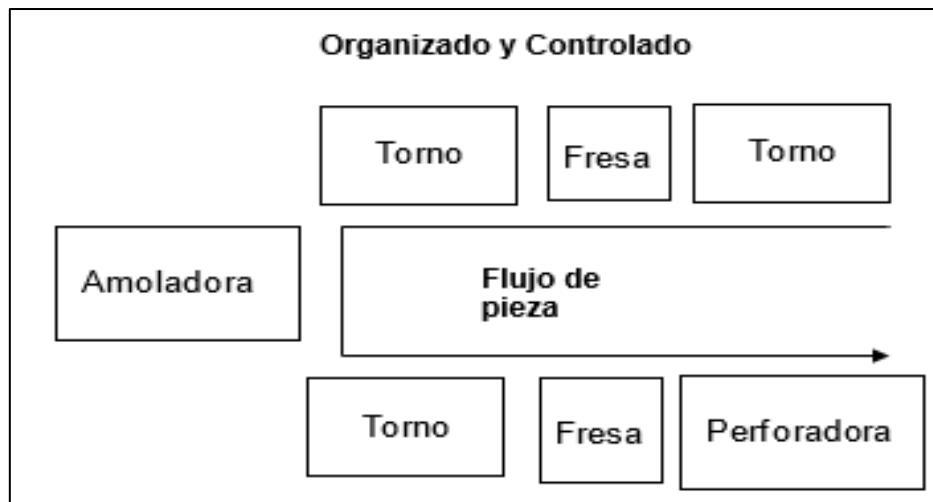 Organizado y Controlado
Torno
Fresa
Torno
Amoladora
Flujo de
pieza
Torno
Fresa
Perforadora